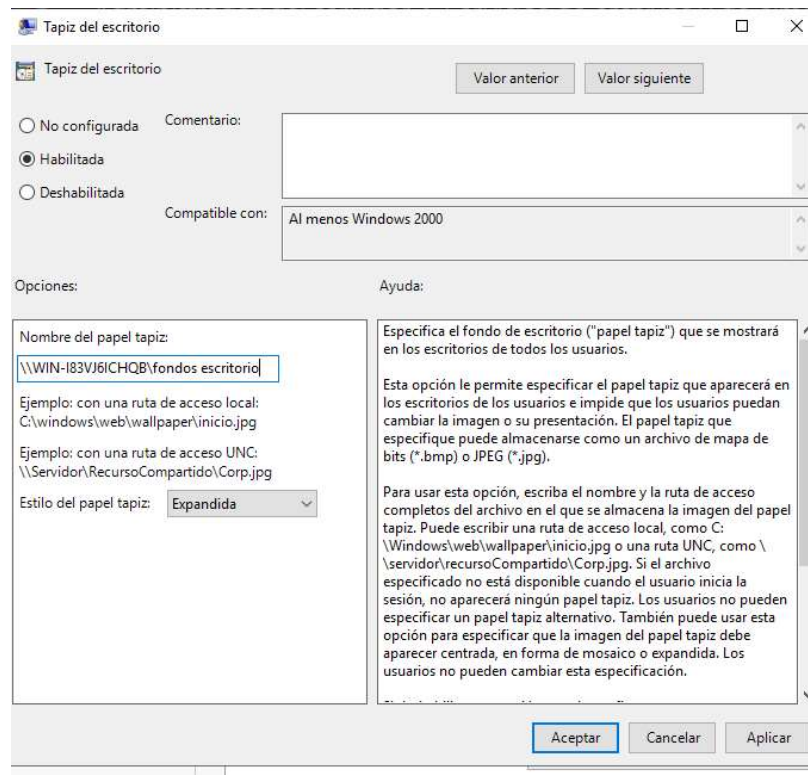 Tapiz del escritorio
Tapiz del escritorio
Valor anterior
Valor siguiente
No configurada
Habilitada
Deshabilitada
Comentario:
Compatible con:
Al menos Windows 2000
Opciones:
Ayuda:
Nombre del papel tapiz:
\\WIN-I83VJ6ICHQB\fondos escritorio
Ejemplo: con una ruta de acceso local:
C:\windows\web\wallpaper\inicio.jpg
Ejemplo: con una ruta de acceso UNC:
\\Servidor\RecursoCompartido\Corp.jpg
Estilo del papel tapiz:
Expandida
Especifica el fondo de escritorio ("papel tapiz") que se mostrará
en los escritorios de todos los usuarios.
Esta opción le permite especificar el papel tapiz que aparecerá en
los escritorios de los usuarios e impide que los usuarios puedan
cambiar la imagen o su presentación. El papel tapiz que
especifique puede almacenarse como un archivo de mapa de
bits (*.bmp) o JPEG (*.jpg).
Para usar esta opción, escriba el nombre y la ruta de acceso
completos del archivo en el que se almacena la imagen del papel
tapiz. Puede escribir una ruta de acceso local, como C:
\Windows\web\wallpaper\inicio.jpg o una ruta UNC, como \
\servidor\recursoCompartido\Corp.jpg. Si el archivo
especificado no está disponible cuando el usuario inicia la
sesión, no aparecerá ningún papel tapiz. Los usuarios no pueden
especificar un papel tapiz alternativo. También puede usar esta
opción para especificar que la imagen del papel tapiz debe
aparecer centrada, en forma de mosaico o expandida. Los
usuarios no pueden cambiar esta especificación.
Aceptar
Cancelar
Aplicar